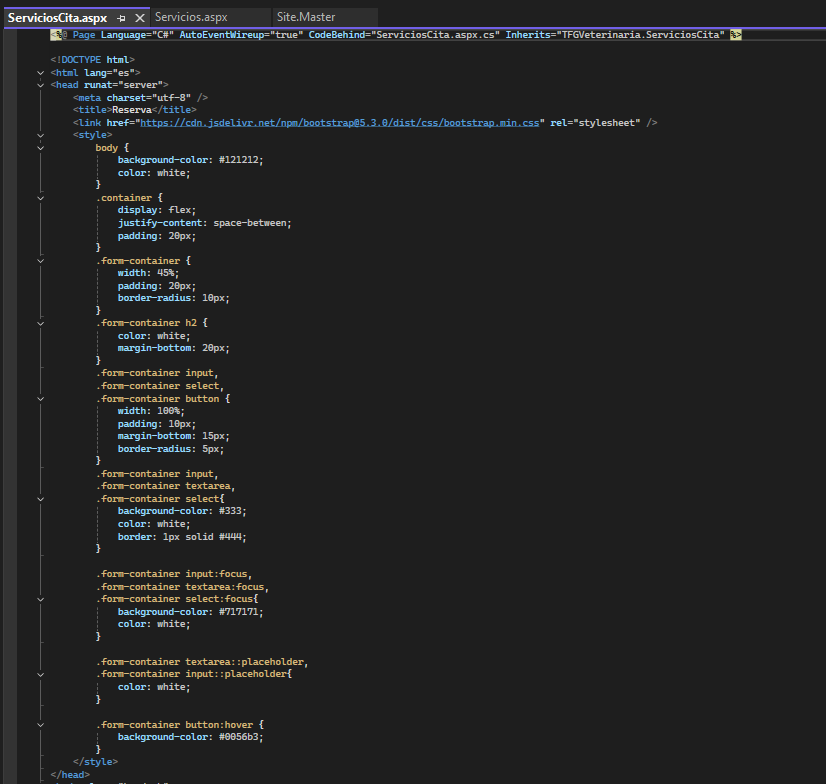 ServiciosCita.aspx Servicios.aspx Site.Master
<%@ Page Language="C#" AutoEventWireup="true" CodeBehind="ServiciosCita.aspx.cs" Inherits="TFGVeterinaria.ServiciosCita" %>
<!DOCTYPE html>
<html lang="es">
<head runat="server">
<meta charset="utf-8" />
<title>Reserva</title>
<link href="https://cdn.jsdelivr.net/npm/bootstrap@5.3.0/dist/css/bootstrap.min.css" rel="stylesheet" />
<style>
body {
background-color: #121212;
color: white;
}
.container {
display: flex;
justify-content: space-between;
padding: 20px;
}
.form-container {
width: 45%;
padding: 20px;
border-radius: 10px;
}
.form-container h2 {
color: white;
margin-bottom: 20px;
}
.form-container input,
.form-container select,
.form-container button {
width: 100%;
padding: 10px;
margin-bottom: 15px;
border-radius: 5px;
}
.form-container input,
.form-container textarea,
.form-container select{
background-color: #333;
color: white;
border: 1px solid #444;
}
.form-container input:focus,
.form-container textarea:focus,
.form-container select:focus{
background-color: #717171;
color: white;
}
.form-container textarea::placeholder,
.form-container input::placeholder{
color: white;
}
.form-container button:hover {
background-color: #0056b3;
}
</style>
</head>